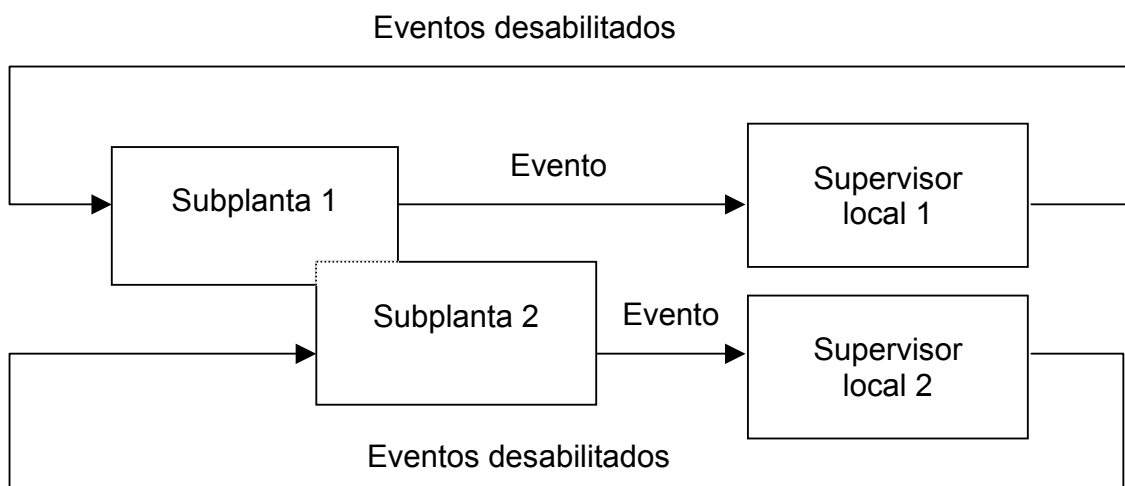 Eventos desabilitados
Subplanta 1
Evento
Supervisor
local 1
Subplanta 2
Evento
Supervisor
local 2
Eventos desabilitados